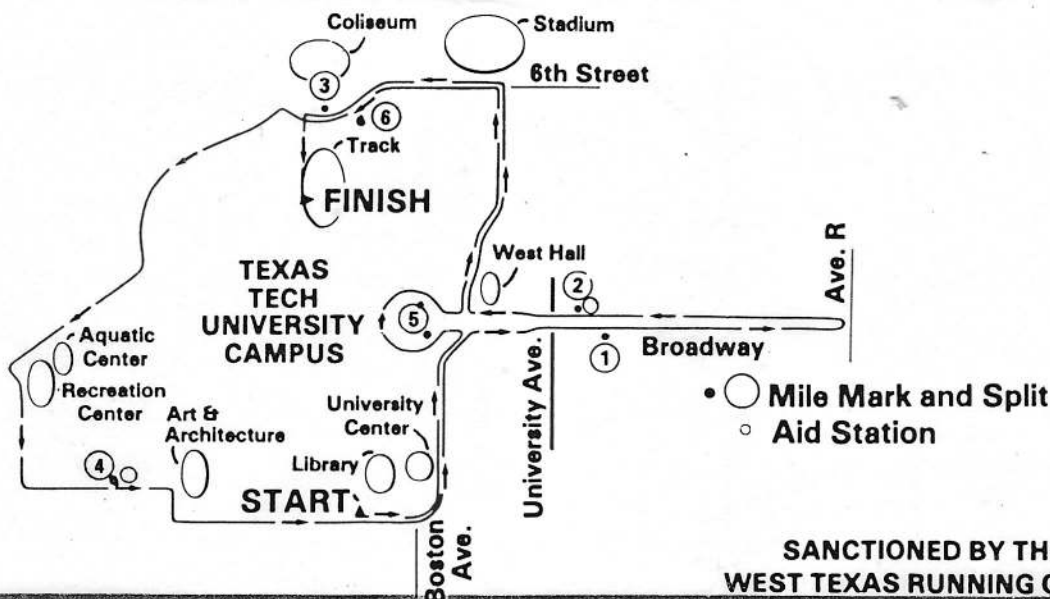 Coliseum
Stadium
3
6th Street
6
Track
FINISH
West Hall
Ave. R
TEXAS
TECH
UNIVERSITY
CAMPUS
2
5
University Ave.
1
Broadway
Aquatic
Center
Recreation
Center
Art &
Architecture
University
Center
Mile Mark and Split
Aid Station
4
Library
START
Boston
Ave.
SANCTIONED BY TH
WEST TEXAS RUNNING